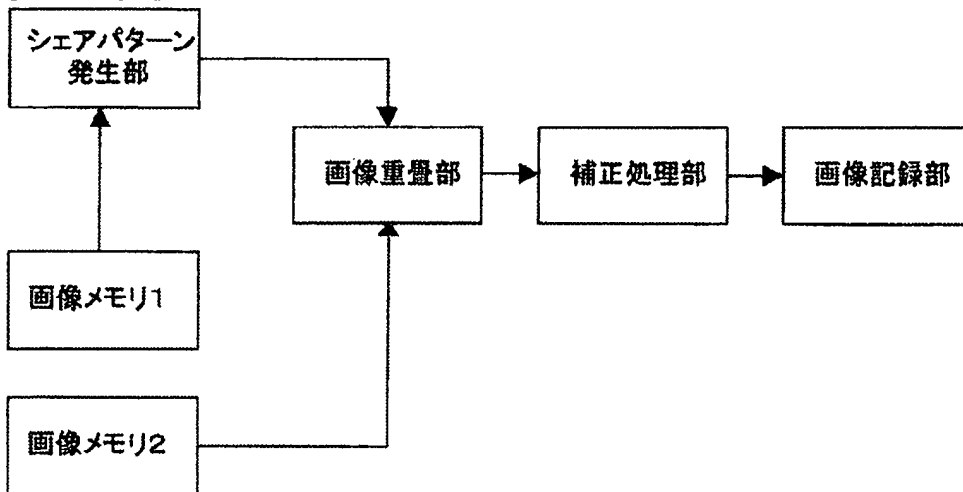 シェアパターン
発生部
画像重畳部
補正処理部
画像記録部
画像メモリ1
画像メモリ2